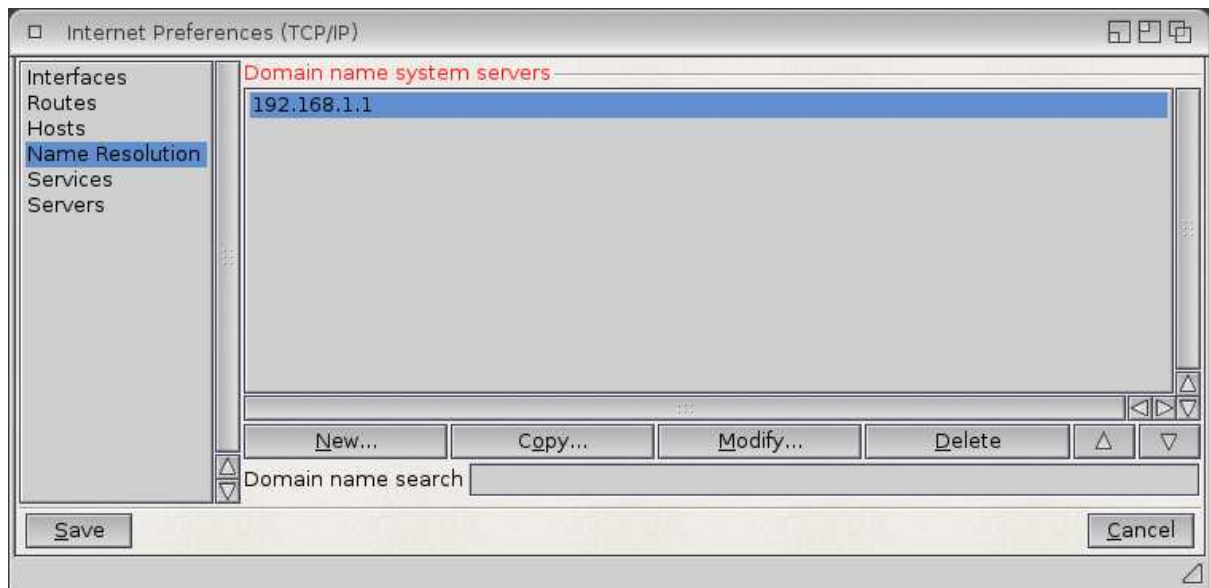 Internet Preferences (TCP/IP)
Interfaces
Routes
Hosts
Name Resolution
Services
Servers
Domain name system servers
192.168.1.1
New...
Copy...
Modify...
Delete
Domain name search
Save
Cancel